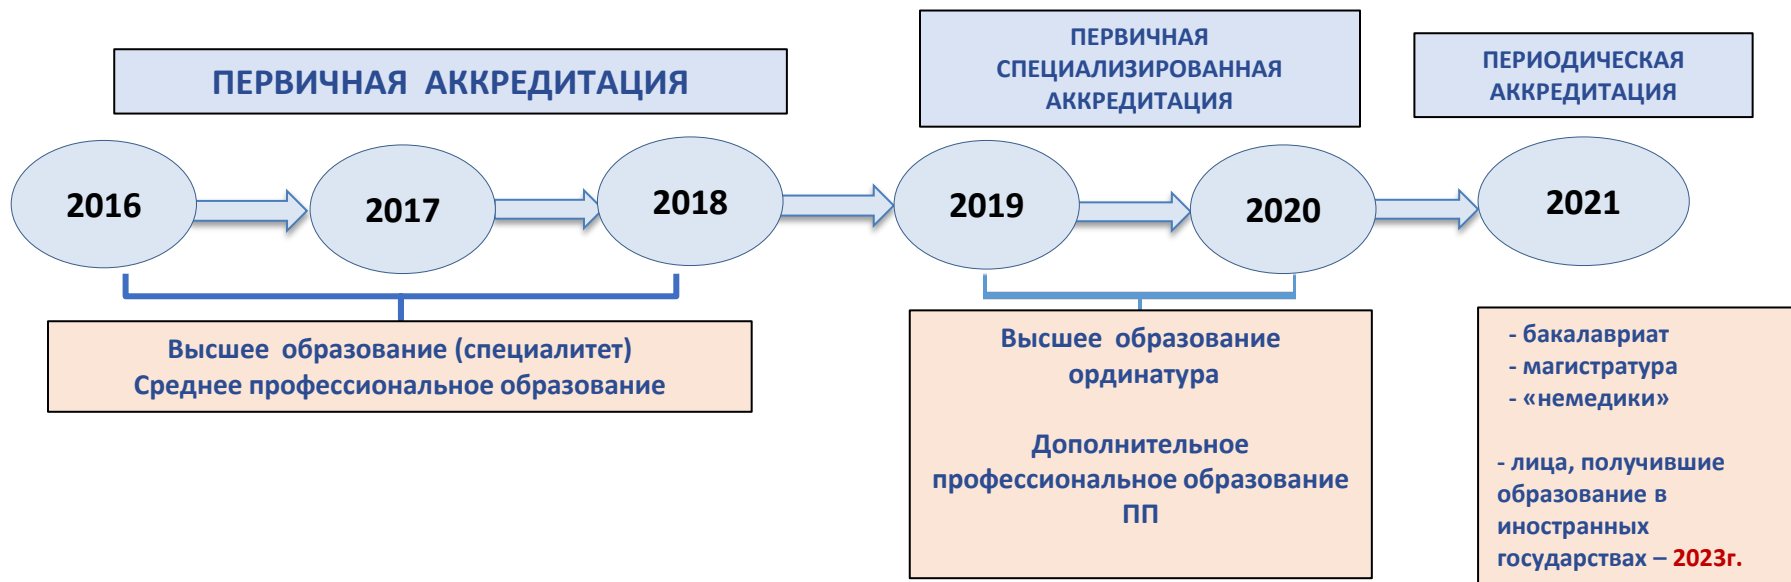 ПЕРВИЧНАЯ АККРЕДИТАЦИЯ
ПЕРВИЧНАЯ
СПЕЦИАЛИЗИРОВАННАЯ
АККРЕДИТАЦИЯ
ПЕРИОДИЧЕСКАЯ
АККРЕДИТАЦИЯ
2016
2017
2018
2019
2020
2021
Высшее образование (специалитет)
Среднее профессиональное образование
Высшее образование
ординатура
Дополнительное
профессиональное образование
ПП
- бакалавриат
- магистратура
- «немедики»
- лица, получившие
образование в
иностранных
государствах – 2023г.